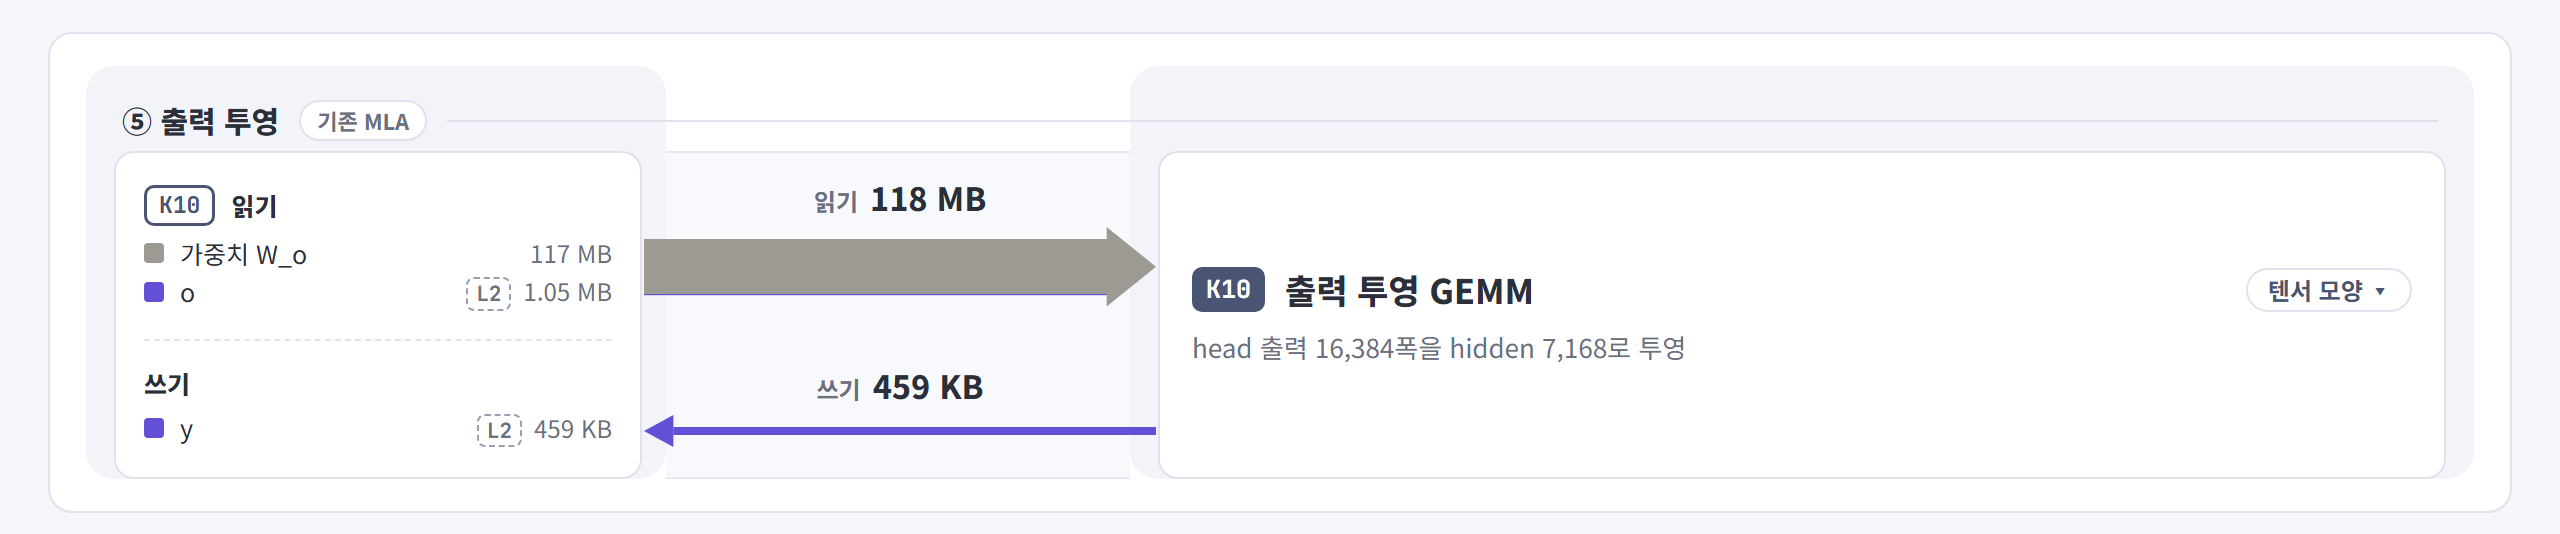 ⑤ 출력 투영 기존 MLA
K10 읽기
가중치 W_o 117 MB
o L2 1.05 MB
쓰기
y L2 459 KB
읽기 118 MB
쓰기 459 KB
K10 출력 투영 GEMM
head 출력 16,384폭을 hidden 7,168로 투영
텐서 모양 ▾